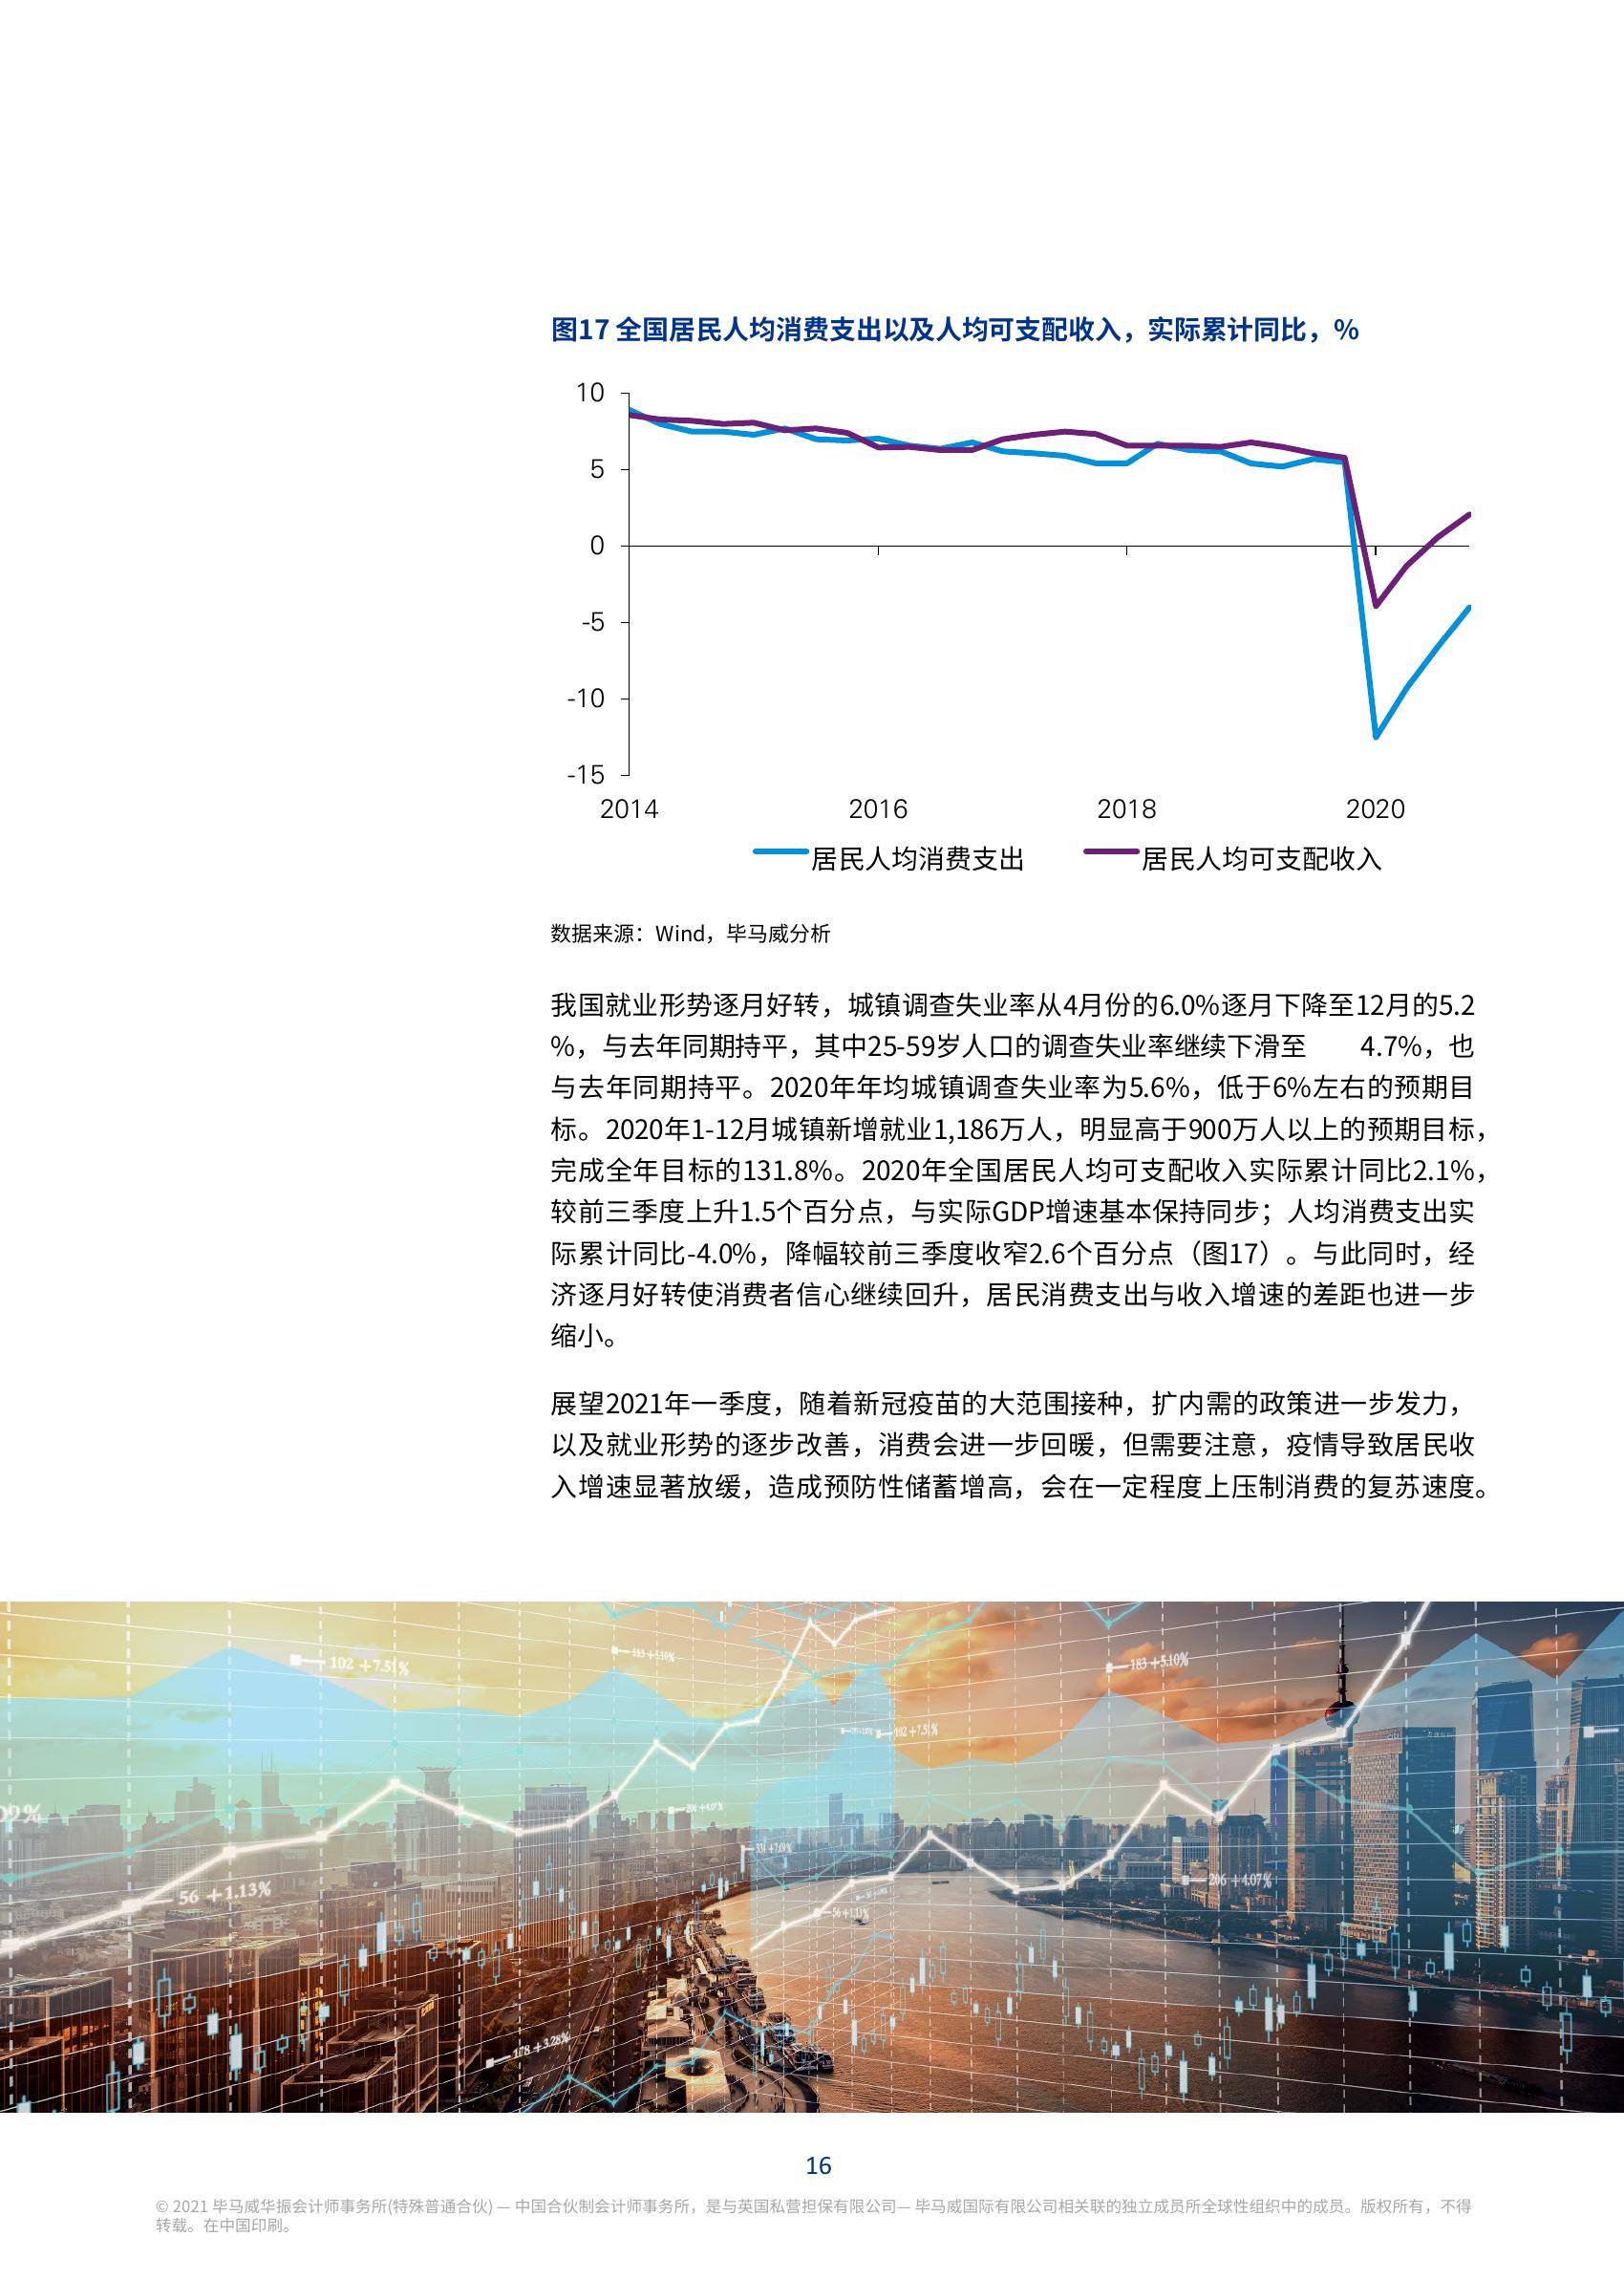 图17 全国居民人均消费支出以及人均可支配收入，实际累计同比，%
10
5
0
-5
-10
-15
2014 2016 2018 2020
居民人均消费支出 居民人均可支配收入
数据来源：Wind，毕马威分析
我国就业形势逐月好转，城镇调查失业率从4月份的6.0%逐月下降至12月的5.2
%，与去年同期持平，其中25-59岁人口的调查失业率继续下滑至 4.7%，也
与去年同期持平。2020年年均城镇调查失业率为5.6%，低于6%左右的预期目
标。2020年1-12月城镇新增就业1,186万人，明显高于900万人以上的预期目标，
完成全年目标的131.8%。2020年全国居民人均可支配收入实际累计同比2.1%，
较前三季度上升1.5个百分点，与实际GDP增速基本保持同步；人均消费支出实
际累计同比-4.0%，降幅较前三季度收窄2.6个百分点（图17）。与此同时，经
济逐月好转使消费者信心继续回升，居民消费支出与收入增速的差距也进一步
缩小。
展望2021年一季度，随着新冠疫苗的大范围接种，扩内需的政策进一步发力，
以及就业形势的逐步改善，消费会进一步回暖，但需要注意，疫情导致居民收
入增速显著放缓，造成预防性储蓄增高，会在一定程度上压制消费的复苏速度。
102 +7.51%
183 +5.10%
183 +5.10%
102 +7.51%
206 +4.07%
56 +1.13%
206 +4.07%
56 +1.13%
178 +3.28%
16
© 2021 毕马威华振会计师事务所(特殊普通合伙) — 中国合伙制会计师事务所，是与英国私营担保有限公司— 毕马威国际有限公司相关联的独立成员所全球性组织中的成员。版权所有，不得
转载。在中国印刷。